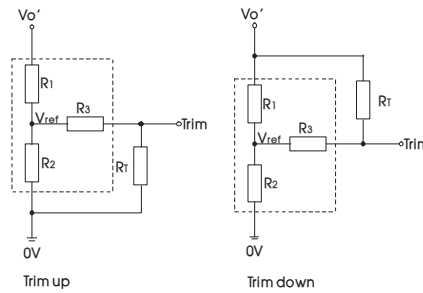 Vo'
R1
Vref
R3
Trim
R2
RT
0V
Trim up
Vo'
R1
RT
Vref
R3
Trim
R2
0V
Trim down